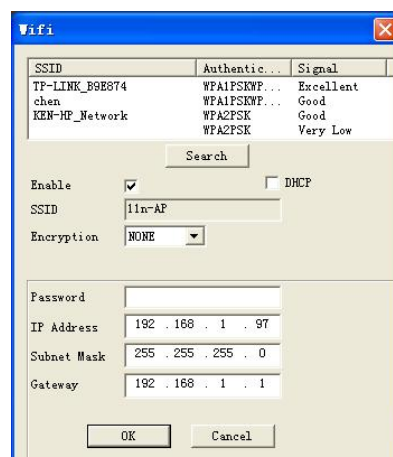 Wifi
SSID Authentic... Signal
TP-LINK_B9E874 WPA1PSKWP... Excellent
chen WPA1PSKWP... Good
KEN-HP_Network WPA2PSK Good
WPA2PSK Very Low
Search
Enable DHCP
SSID 11n-AP
Encryption NONE
Password
IP Address 192 .168 . 1 . 97
Subnet Mask 255 .255 .255 . 0
Gateway 192 .168 . 1 . 1
OK Cancel